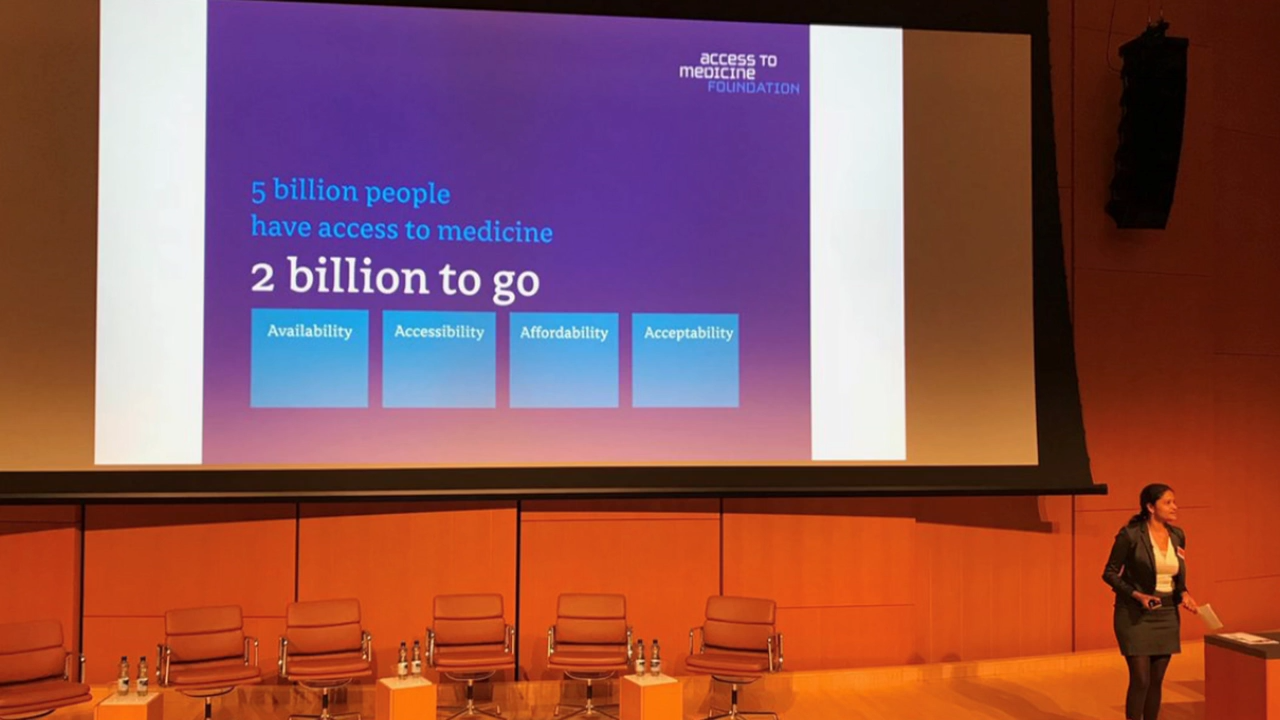 access to
medicine
FOUNDATION
5 billion people
have access to medicine
2 billion to go
Availability
Accessibility
Affordability
Acceptability